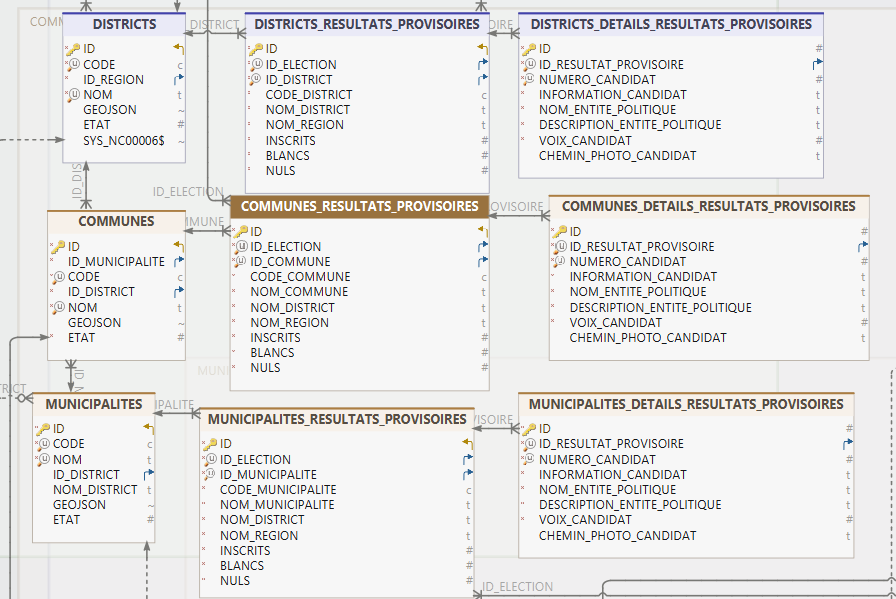 COMM
DISTRICT
OIRE
DISTRICTS
ID
CODE c
ID_REGION
NOM t
GEOJSON ~
ETAT #
SYS_NC00006$ ~
DISTRICTS_RESULTATS_PROVISOIRES
ID
ID_ELECTION
ID_DISTRICT
CODE_DISTRICT c
NOM_DISTRICT t
NOM_REGION t
INSCRITS #
BLANCS #
NULS #
DISTRICTS_DETAILS_RESULTATS_PROVISOIRES
ID #
ID_RESULTAT_PROVISOIRE
NUMERO_CANDIDAT #
INFORMATION_CANDIDAT t
NOM_ENTITE_POLITIQUE t
DESCRIPTION_ENTITE_POLITIQUE t
VOIX_CANDIDAT #
CHEMIN_PHOTO_CANDIDAT t
ID_DIS
ID_ELECTION
MMUNE
OVISOIRE
COMMUNES
ID
ID_MUNICIPALITE
CODE c
ID_DISTRICT
NOM t
GEOJSON ~
ETAT #
COMMUNES_RESULTATS_PROVISOIRES
ID
ID_ELECTION
ID_COMMUNE
CODE_COMMUNE c
NOM_COMMUNE t
NOM_DISTRICT t
NOM_REGION t
INSCRITS #
BLANCS #
NULS #
COMMUNES_DETAILS_RESULTATS_PROVISOIRES
ID #
ID_RESULTAT_PROVISOIRE
NUMERO_CANDIDAT #
INFORMATION_CANDIDAT t
NOM_ENTITE_POLITIQUE t
DESCRIPTION_ENTITE_POLITIQUE t
VOIX_CANDIDAT #
CHEMIN_PHOTO_CANDIDAT t
MUNI
TRICT
IPALITE
VISOIRE
MUNICIPALITES
ID
CODE c
NOM t
ID_DISTRICT
NOM_DISTRICT t
GEOJSON ~
ETAT #
MUNICIPALITES_RESULTATS_PROVISOIRES
ID
ID_ELECTION
ID_MUNICIPALITE
CODE_MUNICIPALITE c
NOM_MUNICIPALITE t
NOM_DISTRICT t
NOM_REGION t
INSCRITS #
BLANCS #
NULS #
MUNICIPALITES_DETAILS_RESULTATS_PROVISOIRES
ID #
ID_RESULTAT_PROVISOIRE
NUMERO_CANDIDAT #
INFORMATION_CANDIDAT t
NOM_ENTITE_POLITIQUE t
DESCRIPTION_ENTITE_POLITIQUE t
VOIX_CANDIDAT #
CHEMIN_PHOTO_CANDIDAT t
ID_ELECTION